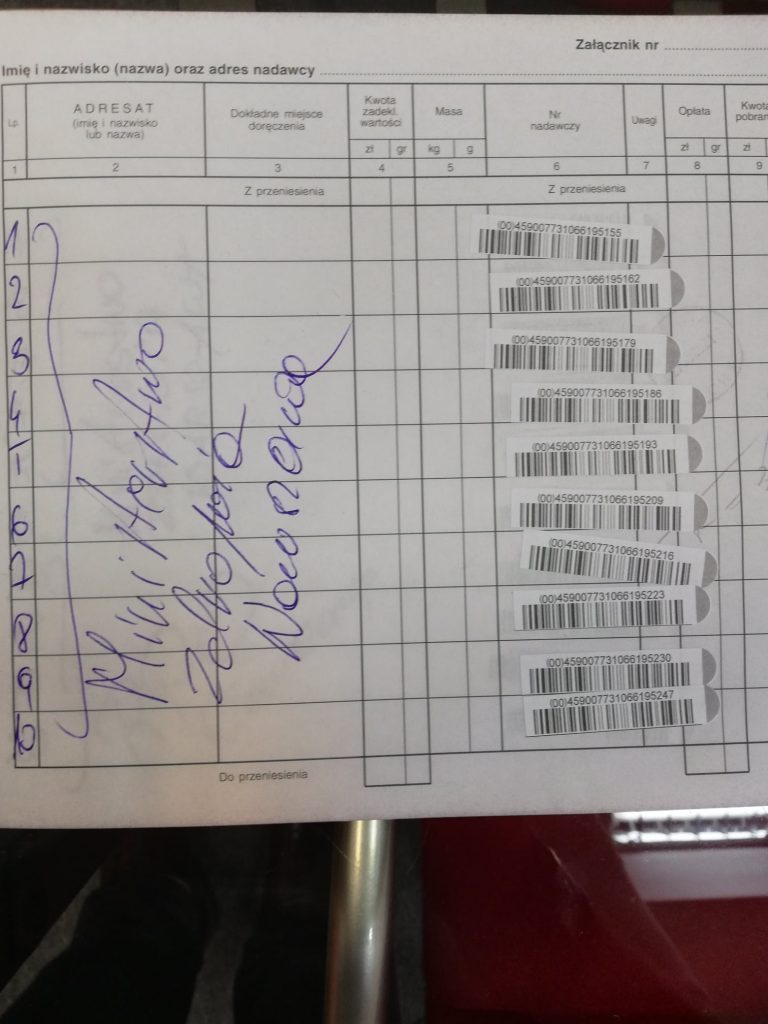 Załącznik nr
Imię i nazwisko (nazwa) oraz adres nadawcy
Lp. ADRESAT (imię i nazwisko lub nazwa) Dokładne miejsce doręczenia Kwota zadekl. wartości Masa Nr nadawczy Uwagi Opłata Kwota pobran
zł gr kg g zł gr zł
1 2 3 4 5 6 7 8 9
Z przeniesienia Z przeniesienia
1 (00)459007731066195155
2 (00)459007731066195162
3 (00)459007731066195179
4 (00)459007731066195186
(00)459007731066195193
6 (00)459007731066195209
7 (00)459007731066195216
8 (00)459007731066195223
9 (00)459007731066195230
10 (00)459007731066195247
Ministerstwo
Zdrowia
Do przeniesienia